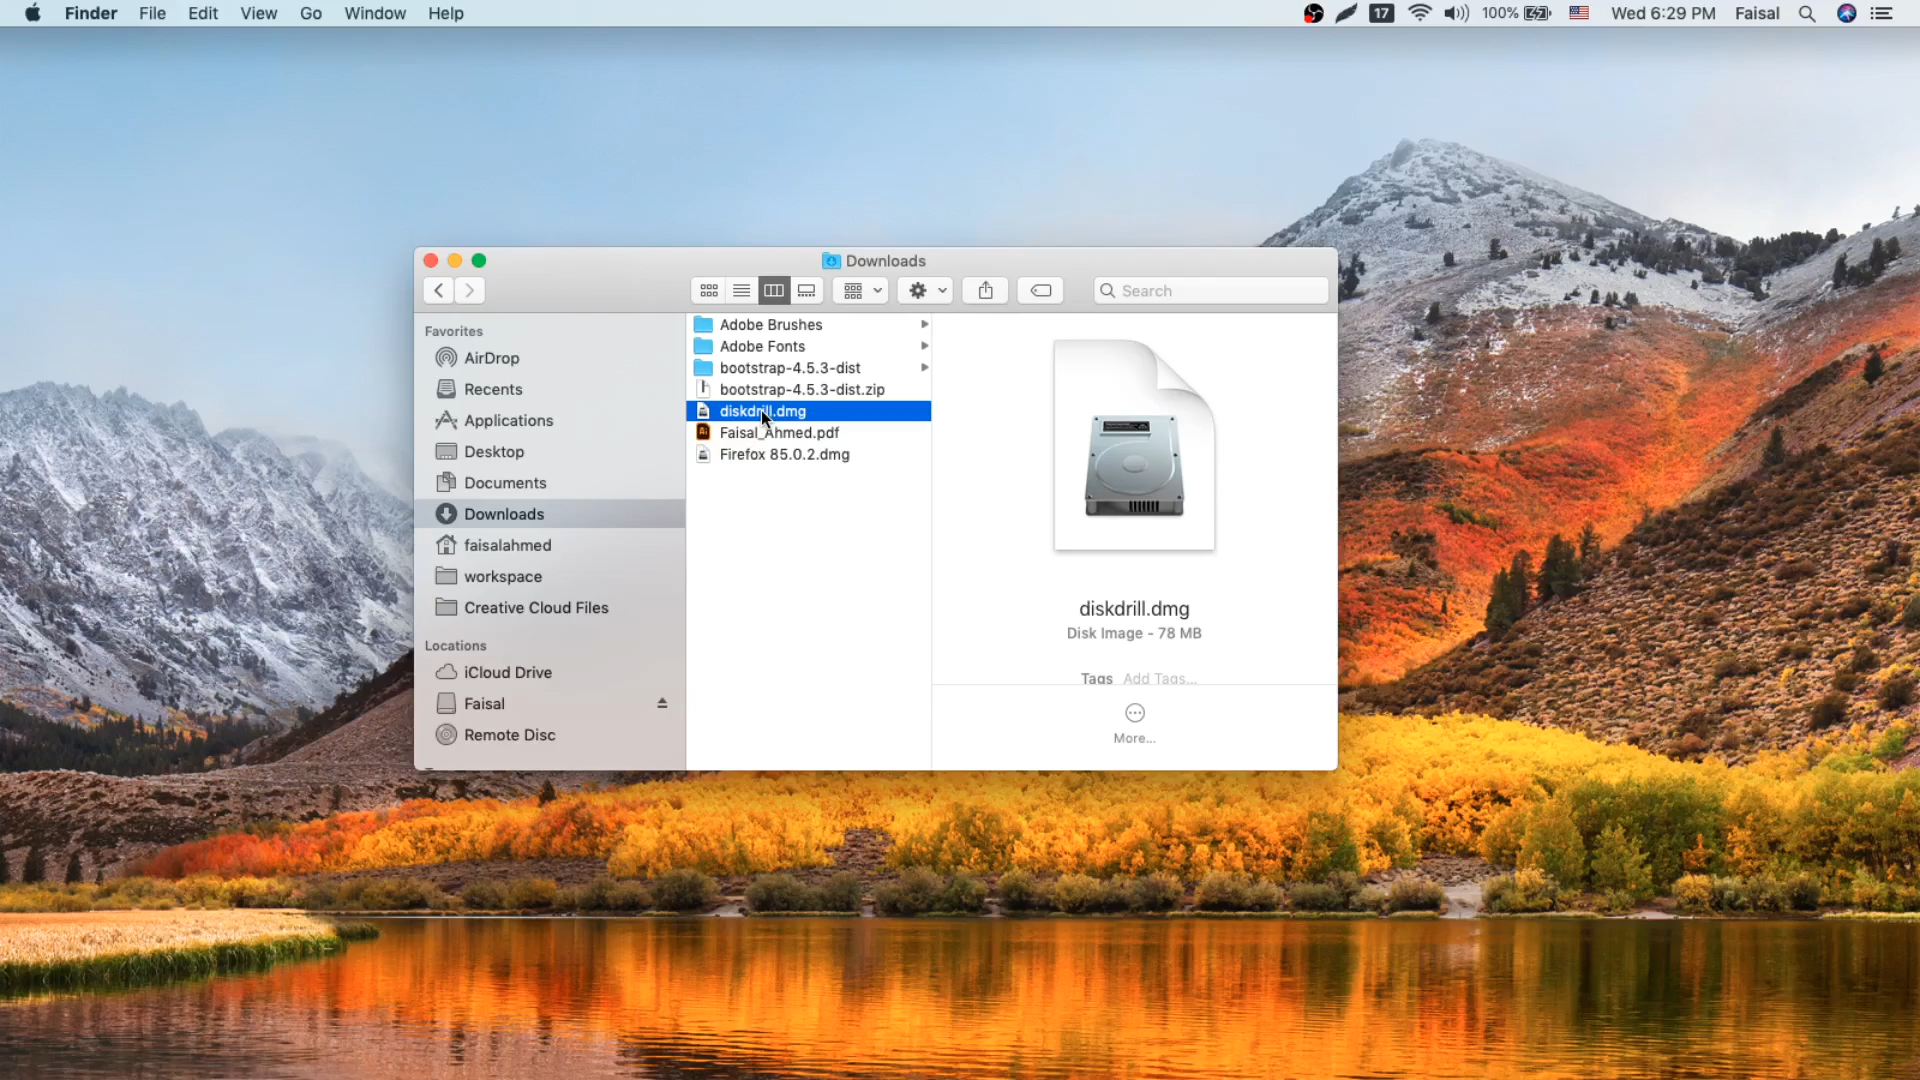 Finder File Edit View Go Window Help 17 100% Wed 6:29 PM Faisal
Downloads
Search
Favorites
AirDrop
Recents
Applications
Desktop
Documents
Downloads
faisalahmed
workspace
Creative Cloud Files
Locations
iCloud Drive
Faisal
Remote Disc
Adobe Brushes
Adobe Fonts
bootstrap-4.5.3-dist
bootstrap-4.5.3-dist.zip
diskdrill.dmg
Faisal_Ahmed.pdf
Firefox 85.0.2.dmg
diskdrill.dmg
Disk Image - 78 MB
Tags Add Tags...
More...